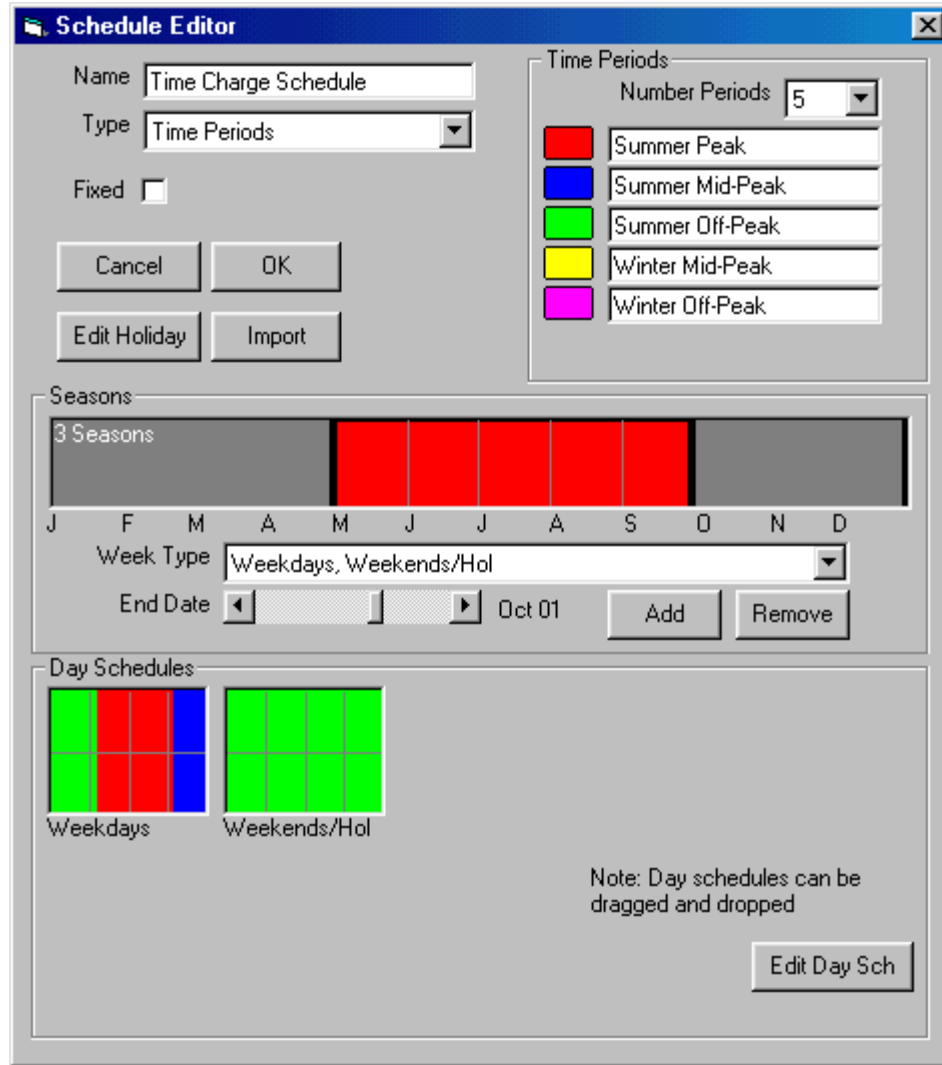 Schedule Editor
Name Time Charge Schedule
Type Time Periods
Fixed
Cancel OK
Edit Holiday Import
Time Periods
Number Periods 5
Summer Peak
Summer Mid-Peak
Summer Off-Peak
Winter Mid-Peak
Winter Off-Peak
Seasons
3 Seasons
J F M A M J J A S O N D
Week Type Weekdays, Weekends/Hol
End Date Oct 01 Add Remove
Day Schedules
Weekdays Weekends/Hol
Note: Day schedules can be
dragged and dropped
Edit Day Sch